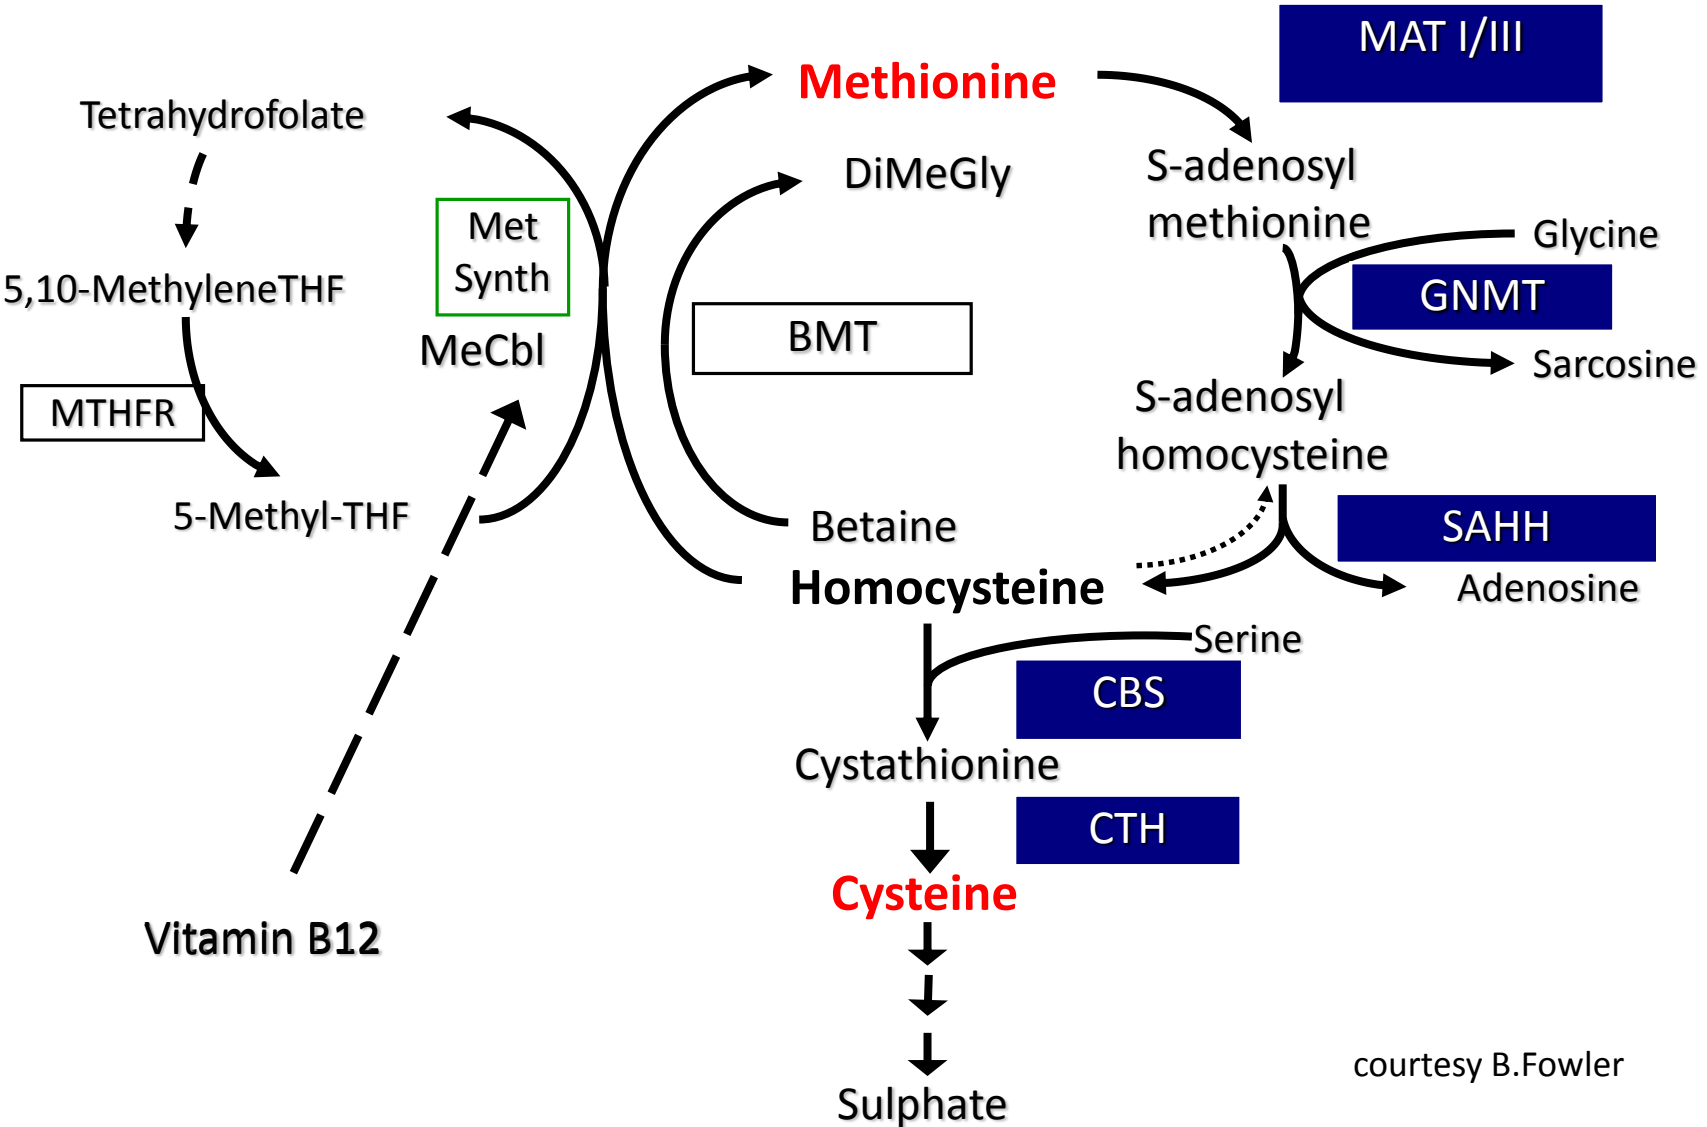 MAT I/III
Methionine
Tetrahydrofolate
DiMeGly
S-adenosyl
methionine
Met
Synth
Glycine
5,10-MethyleneTHF
GNMT
MeCbl
BMT
Sarcosine
MTHFR
S-adenosyl
homocysteine
5-Methyl-THF
Betaine
SAHH
Homocysteine
Adenosine
Serine
CBS
Cystathionine
CTH
Cysteine
Vitamin B12
courtesy B.Fowler
Sulphate